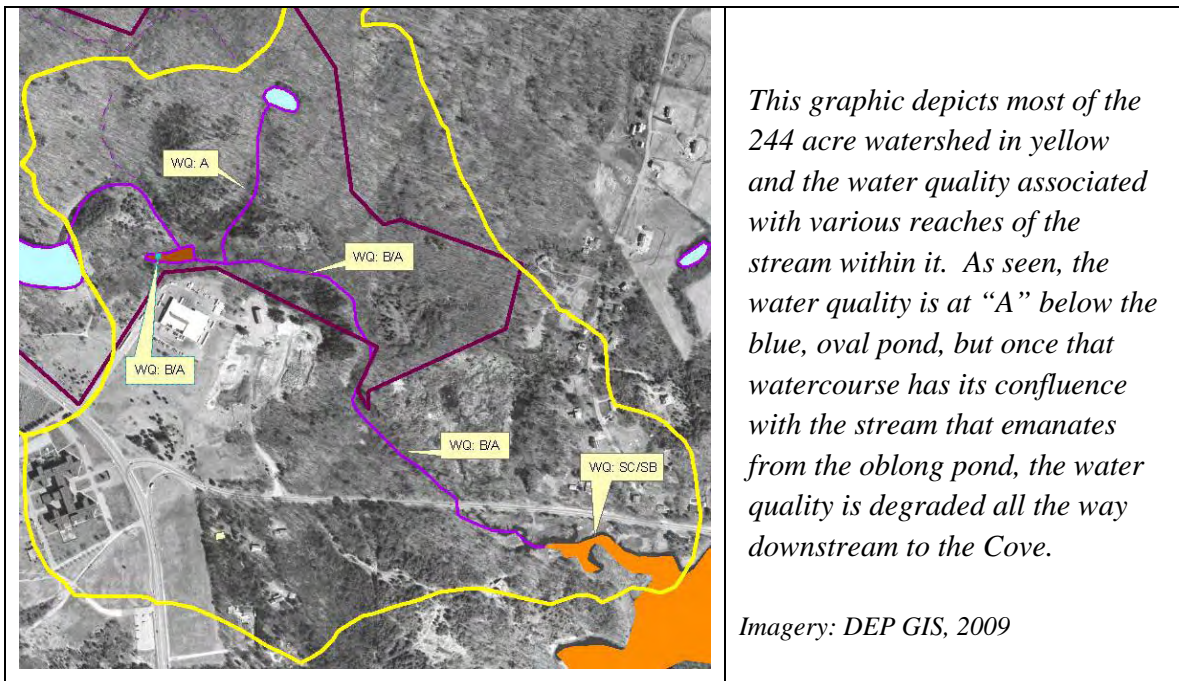 WQ: A
WQ: B/A
WQ: B/A
WQ: B/A
WQ: SC/SB
This graphic depicts most of the
244 acre watershed in yellow
and the water quality associated
with various reaches of the
stream within it.  As seen, the
water quality is at “A” below the
blue, oval pond, but once that
watercourse has its confluence
with the stream that emanates
from the oblong pond, the water
quality is degraded all the way
downstream to the Cove.
Imagery: DEP GIS, 2009